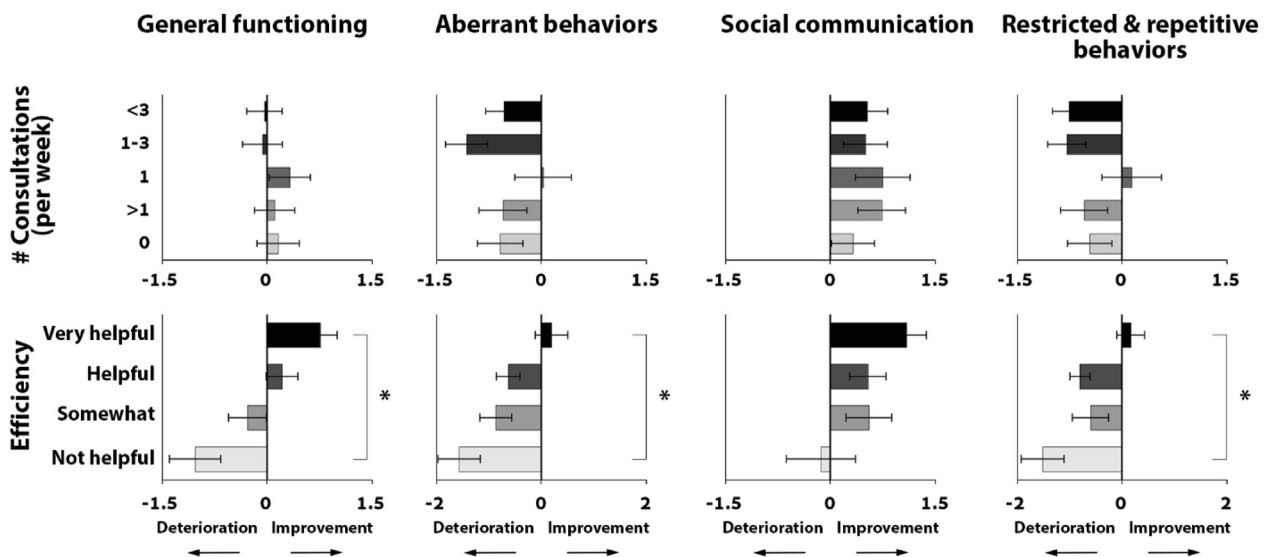 General functioning
Aberrant behaviors
Social communication
Restricted & repetitive
behaviors
# Consultations
(per week)
<3
1-3
1
>1
0
-1.5 0 1.5
-1.5 0 1.5
-1.5 0 1.5
-1.5 0 1.5
Efficiency
Very helpful
Helpful
Somewhat
Not helpful
*
*
*
-1.5 0 1.5
-2 0 2
-1.5 0 1.5
-2 0 2
Deterioration Improvement
Deterioration Improvement
Deterioration Improvement
Deterioration Improvement